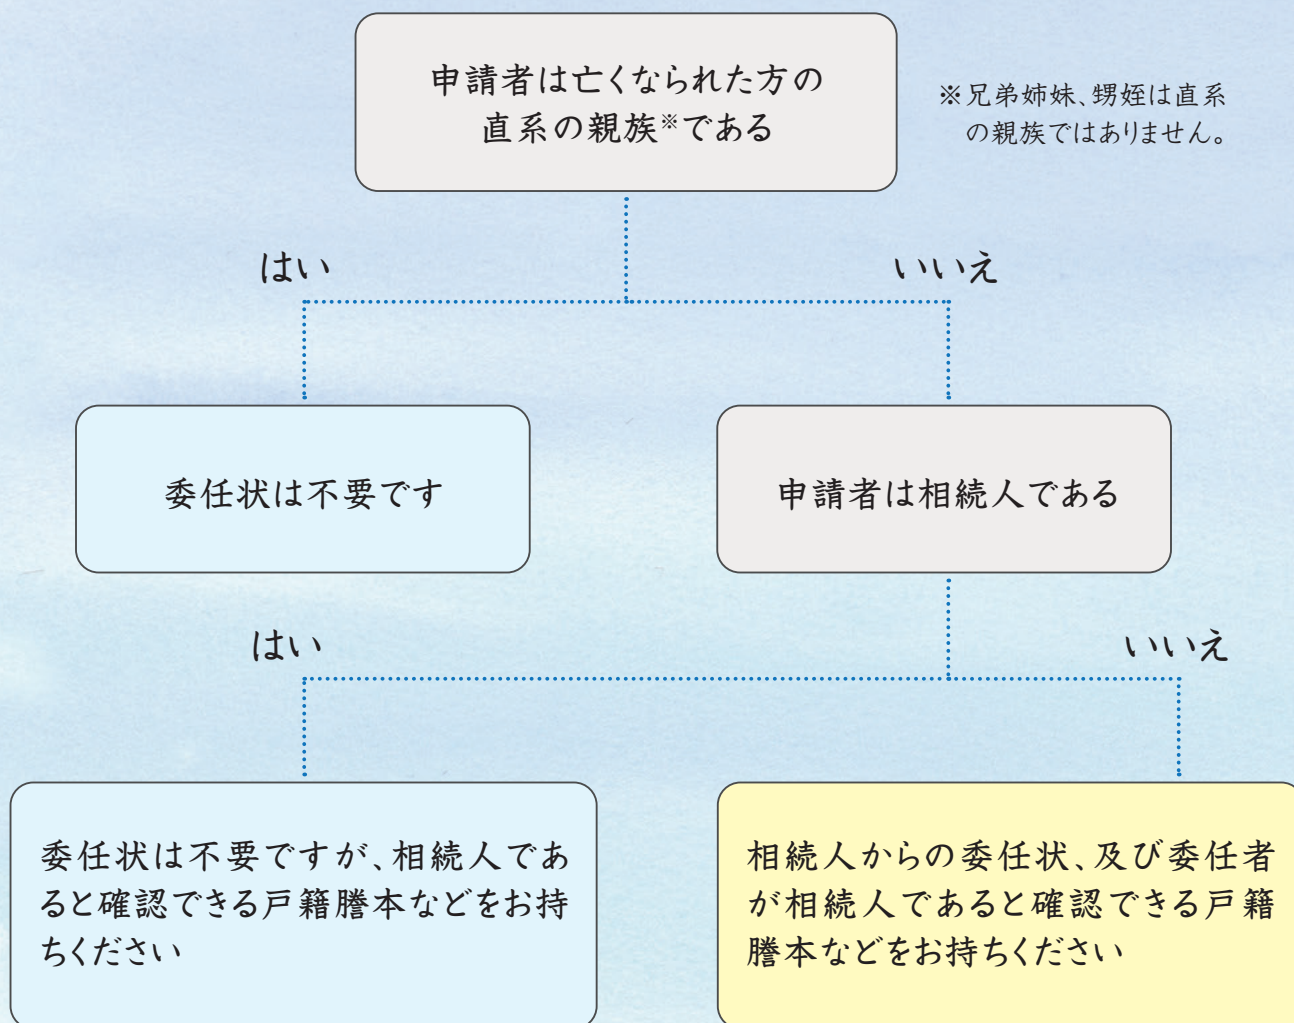 申請者は亡くなられた方の
直系の親族※である
※兄弟姉妹、甥姪は直系
の親族ではありません。
はい
いいえ
委任状は不要です
申請者は相続人である
はい
いいえ
委任状は不要ですが、相続人であ
ると確認できる戸籍謄本などをお持
ちください
相続人からの委任状、及び委任者
が相続人であると確認できる戸籍
謄本などをお持ちください